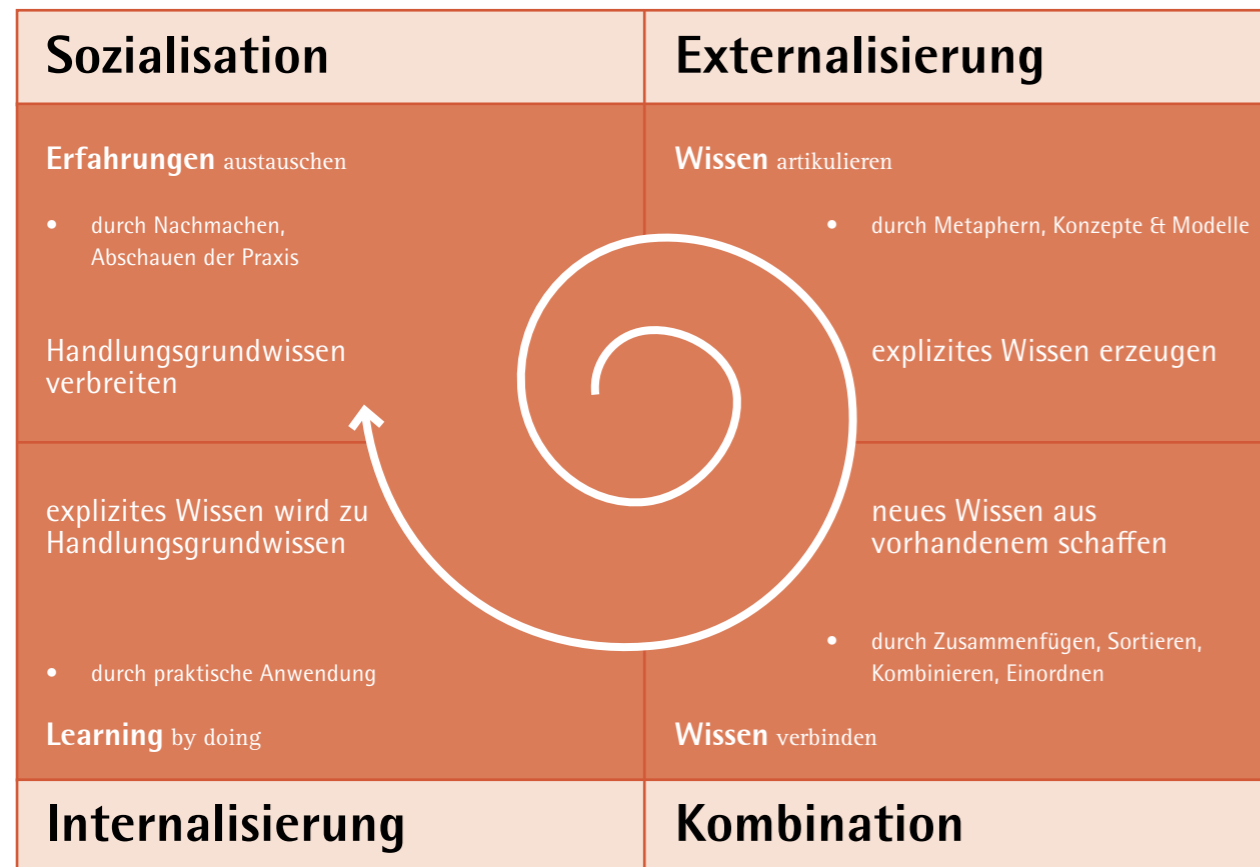 Sozialisation
Externalisierung
Erfahrungen austauschen
• durch Nachmachen,
Abschauen der Praxis
Handlungsgrundwissen
verbreiten
Wissen artikulieren
• durch Metaphern, Konzepte & Modelle
explizites Wissen erzeugen
explizites Wissen wird zu
Handlungsgrundwissen
• durch praktische Anwendung
Learning by doing
neues Wissen aus
vorhandenem schaffen
• durch Zusammenfügen, Sortieren,
Kombinieren, Einordnen
Wissen verbinden
Internalisierung
Kombination